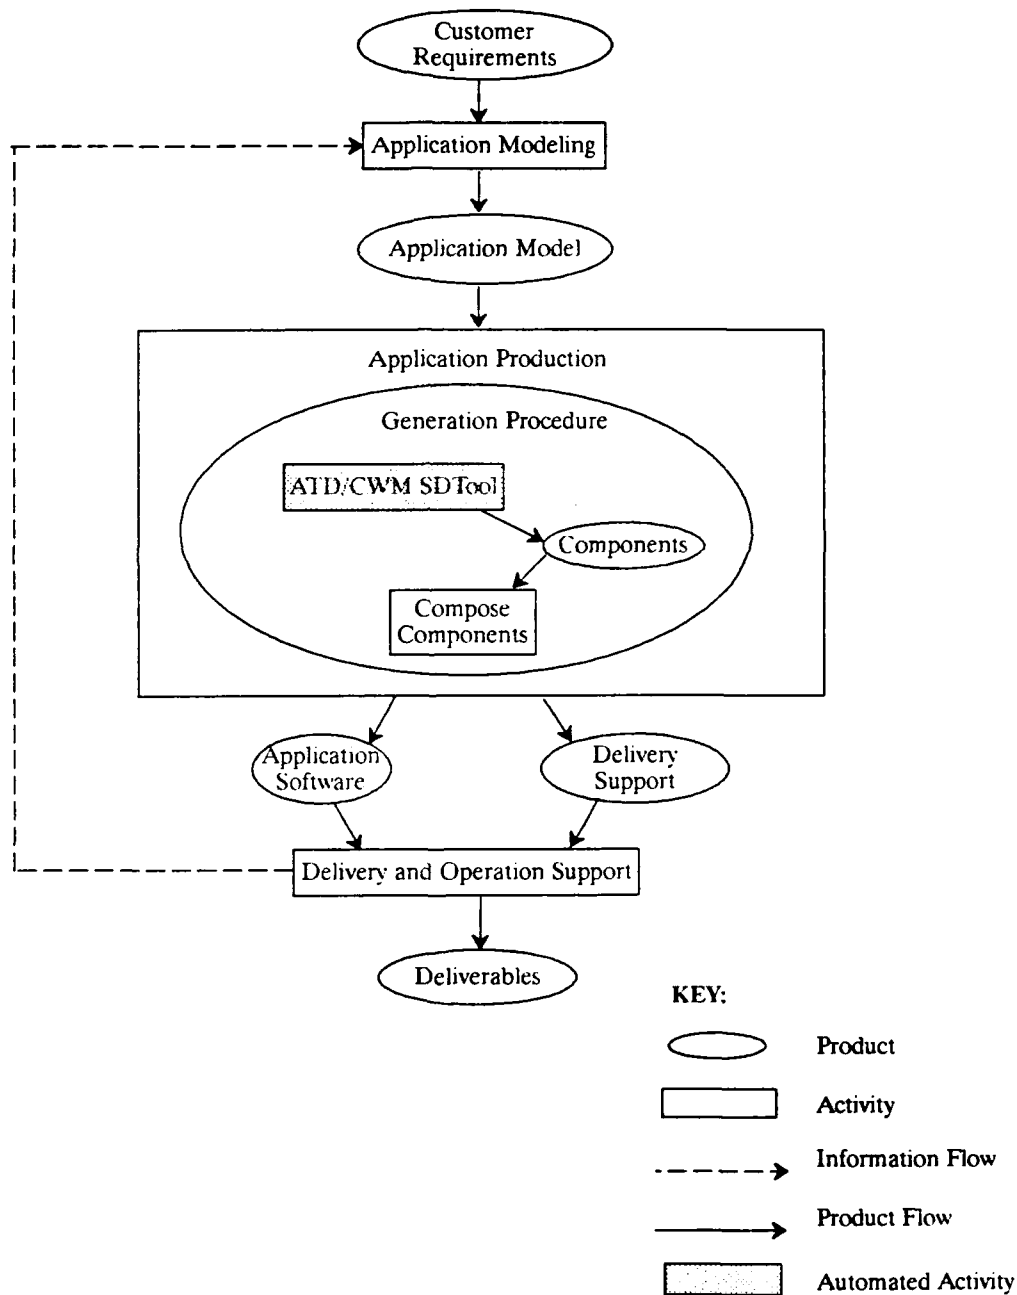 Customer
Requirements
Application Modeling
Application Model
Application Production
Generation Procedure
ATD/CWM SDTool
Components
Compose
Components
Application
Software
Delivery
Support
Delivery and Operation Support
Deliverables
KEY:
Product
Activity
Information Flow
Product Flow
Automated Activity